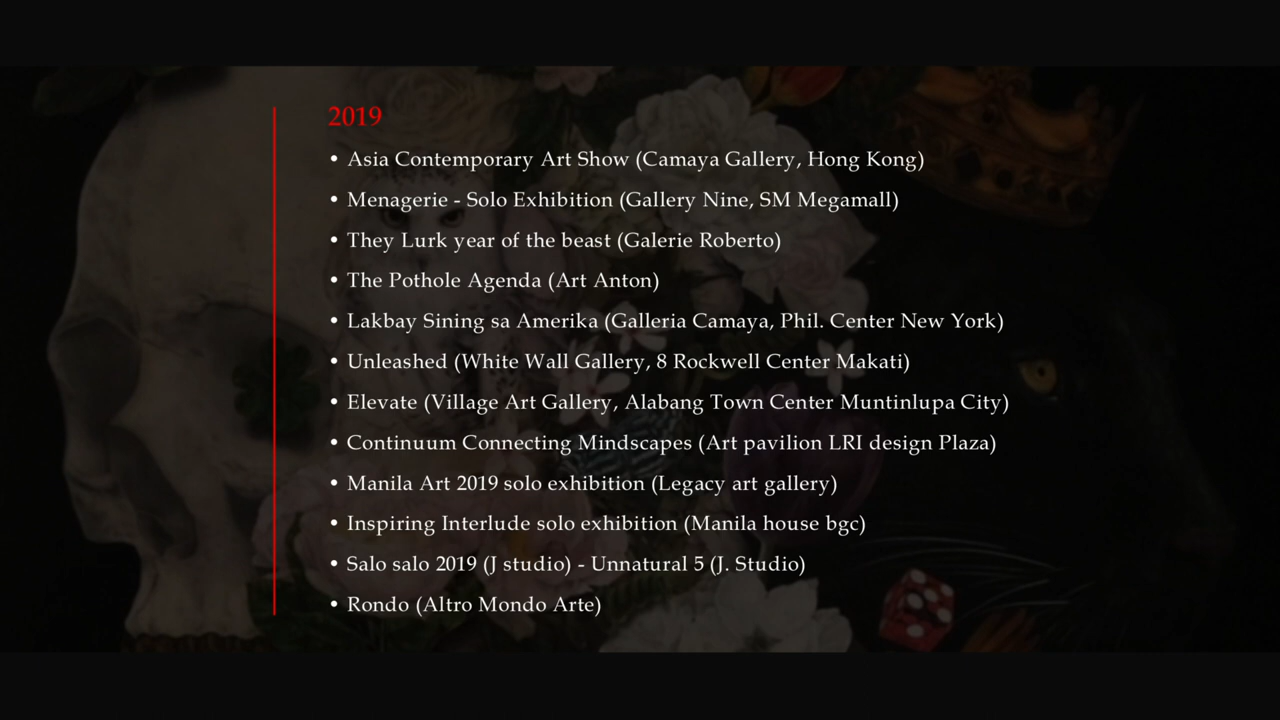 2019
• Asia Contemporary Art Show (Camaya Gallery, Hong Kong)
• Menagerie - Solo Exhibition (Gallery Nine, SM Megamall)
• They Lurk year of the beast (Galerie Roberto)
• The Pothole Agenda (Art Anton)
• Lakbay Sining sa Amerika (Galleria Camaya, Phil. Center New York)
• Unleashed (White Wall Gallery, 8 Rockwell Center Makati)
• Elevate (Village Art Gallery, Alabang Town Center Muntinlupa City)
• Continuum Connecting Mindscapes (Art pavilion LRI design Plaza)
• Manila Art 2019 solo exhibition (Legacy art gallery)
• Inspiring Interlude solo exhibition (Manila house bgc)
• Salo salo 2019 (J studio) - Unnatural 5 (J. Studio)
• Rondo (Altro Mondo Arte)